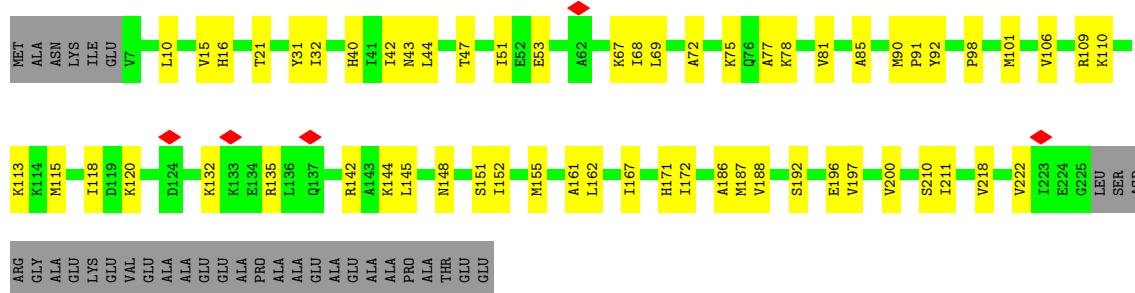 MET ALA ASN LYS ILE GLU V7 L10 V15 H16 T21 Y31 I32 H40 I41 I42 N43 L44 T47 I51 E52 E53 A62 K67 I68 L69 A72 K75 Q76 A77 K78 V81 A85 M90 P91 Y92 P98 M101 V106 R109 K110
K113 K114 M115 I118 D119 K120 D124 K132 K133 E134 R135 L136 Q137 R142 A143 K144 L145 N148 S151 I152 M155 A161 L162 I167 H171 I172 A186 M187 V188 S192 E196 V197 V200 S210 I211 V218 V222 I223 E224 G225 LEU SER
ARG GLY ALA GLU LYS GLU VAL GLU ALA ALA GLU GLU ALA PRO ALA ALA GLU ALA GLU ALA ALA PRO ALA THR GLU GLU